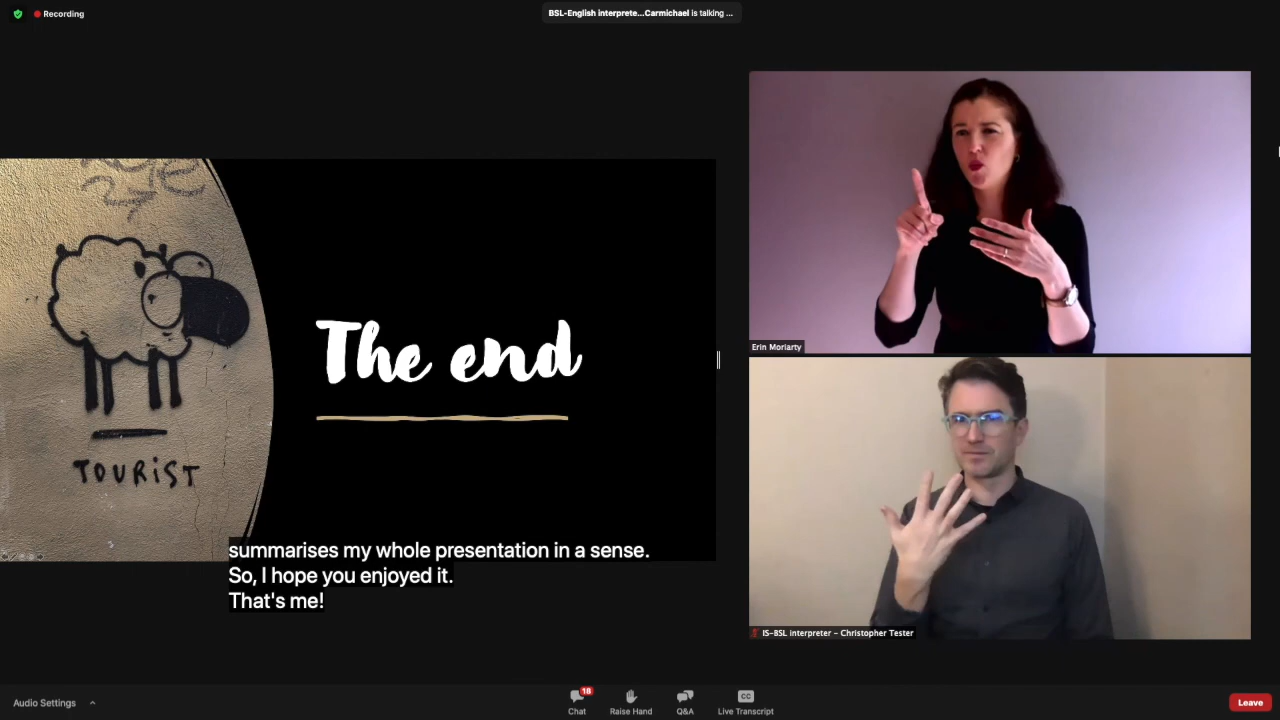 Recording
BSL-English interprete...Carmichael is talking ...
TOURIST
The end
summarises my whole presentation in a sense.
So, I hope you enjoyed it.
That's me!
Erin Moriarty
IS-BSL interpreter - Christopher Tester
Audio Settings
18
Chat
Raise Hand
Q&A
CC
Live Transcript
Leave